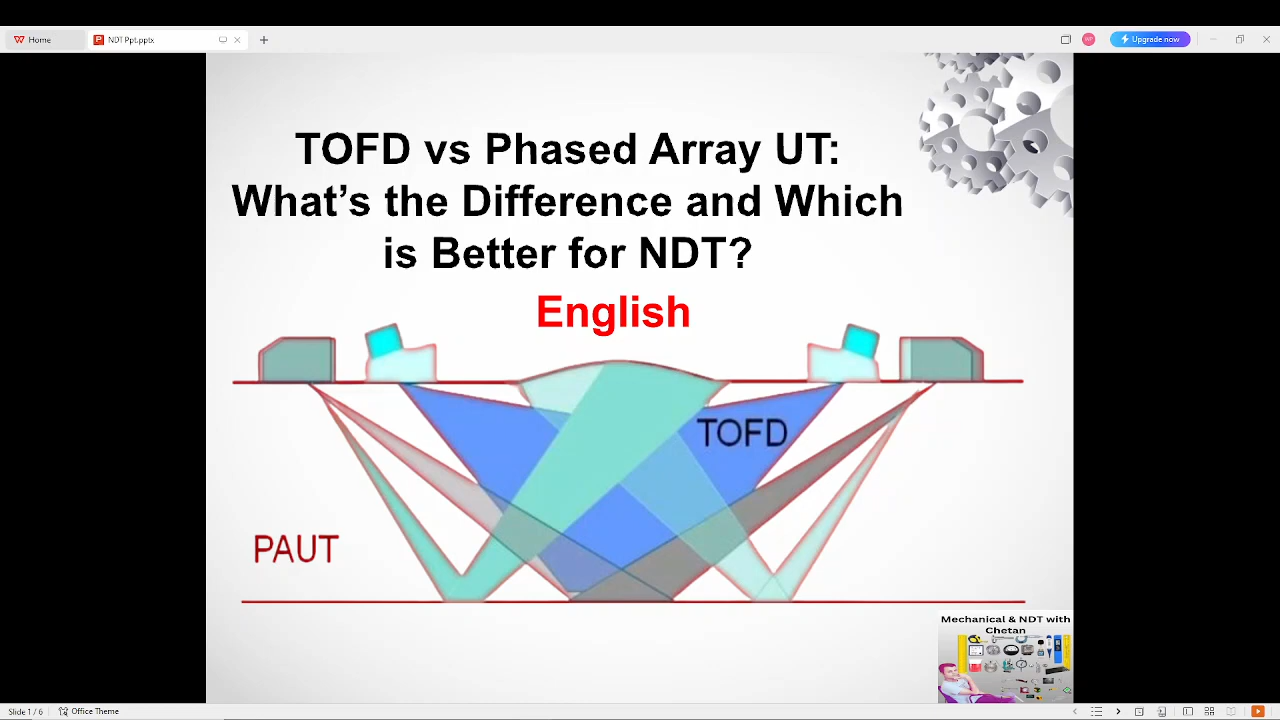 Home
NDT Ppt.pptx
Upgrade now
TOFD vs Phased Array UT:
What's the Difference and Which
is Better for NDT?
English
TOFD
PAUT
Mechanical & NDT with
Chetan
Slide 1 / 6
Office Theme